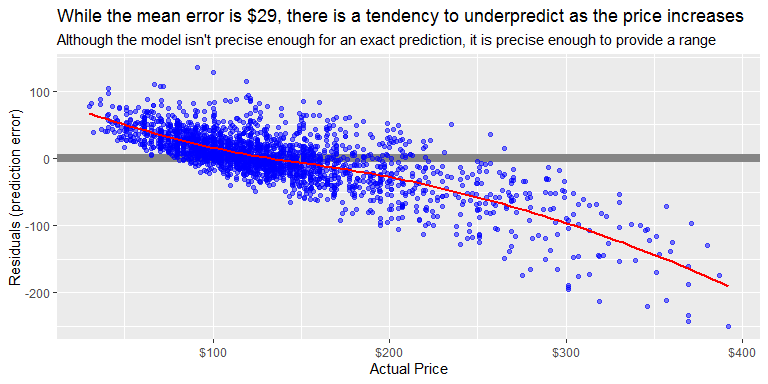 While the mean error is $29, there is a tendency to underpredict as the price increases
Although the model isn't precise enough for an exact prediction, it is precise enough to provide a range
Residuals (prediction error)
100
0
-100
-200
$100
$200
$300
$400
Actual Price